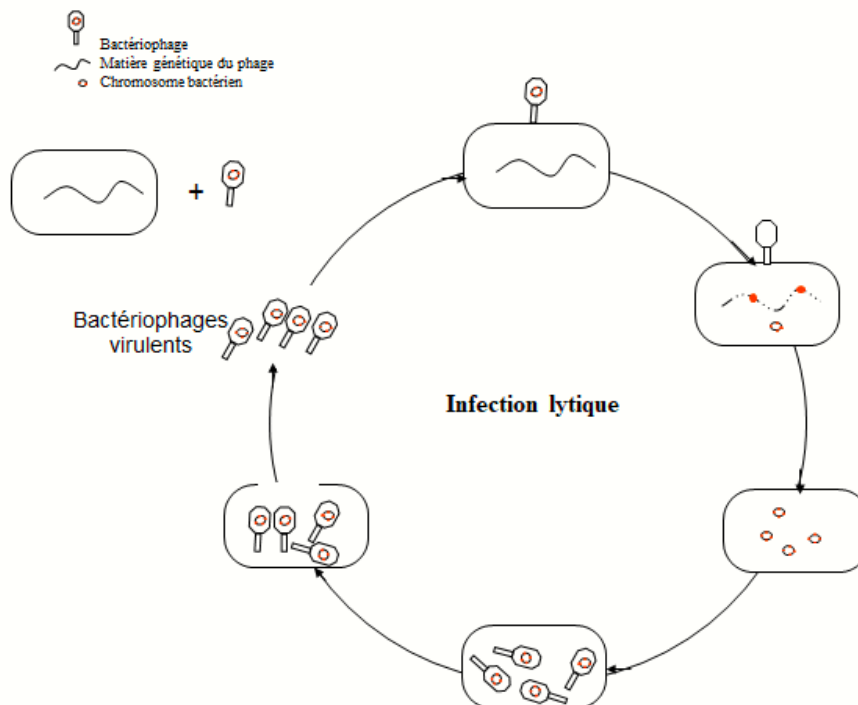 Bactériophage
Matière génétique du phage
Chromosome bactérien
+
Bactériophages
virulents
Infection lytique